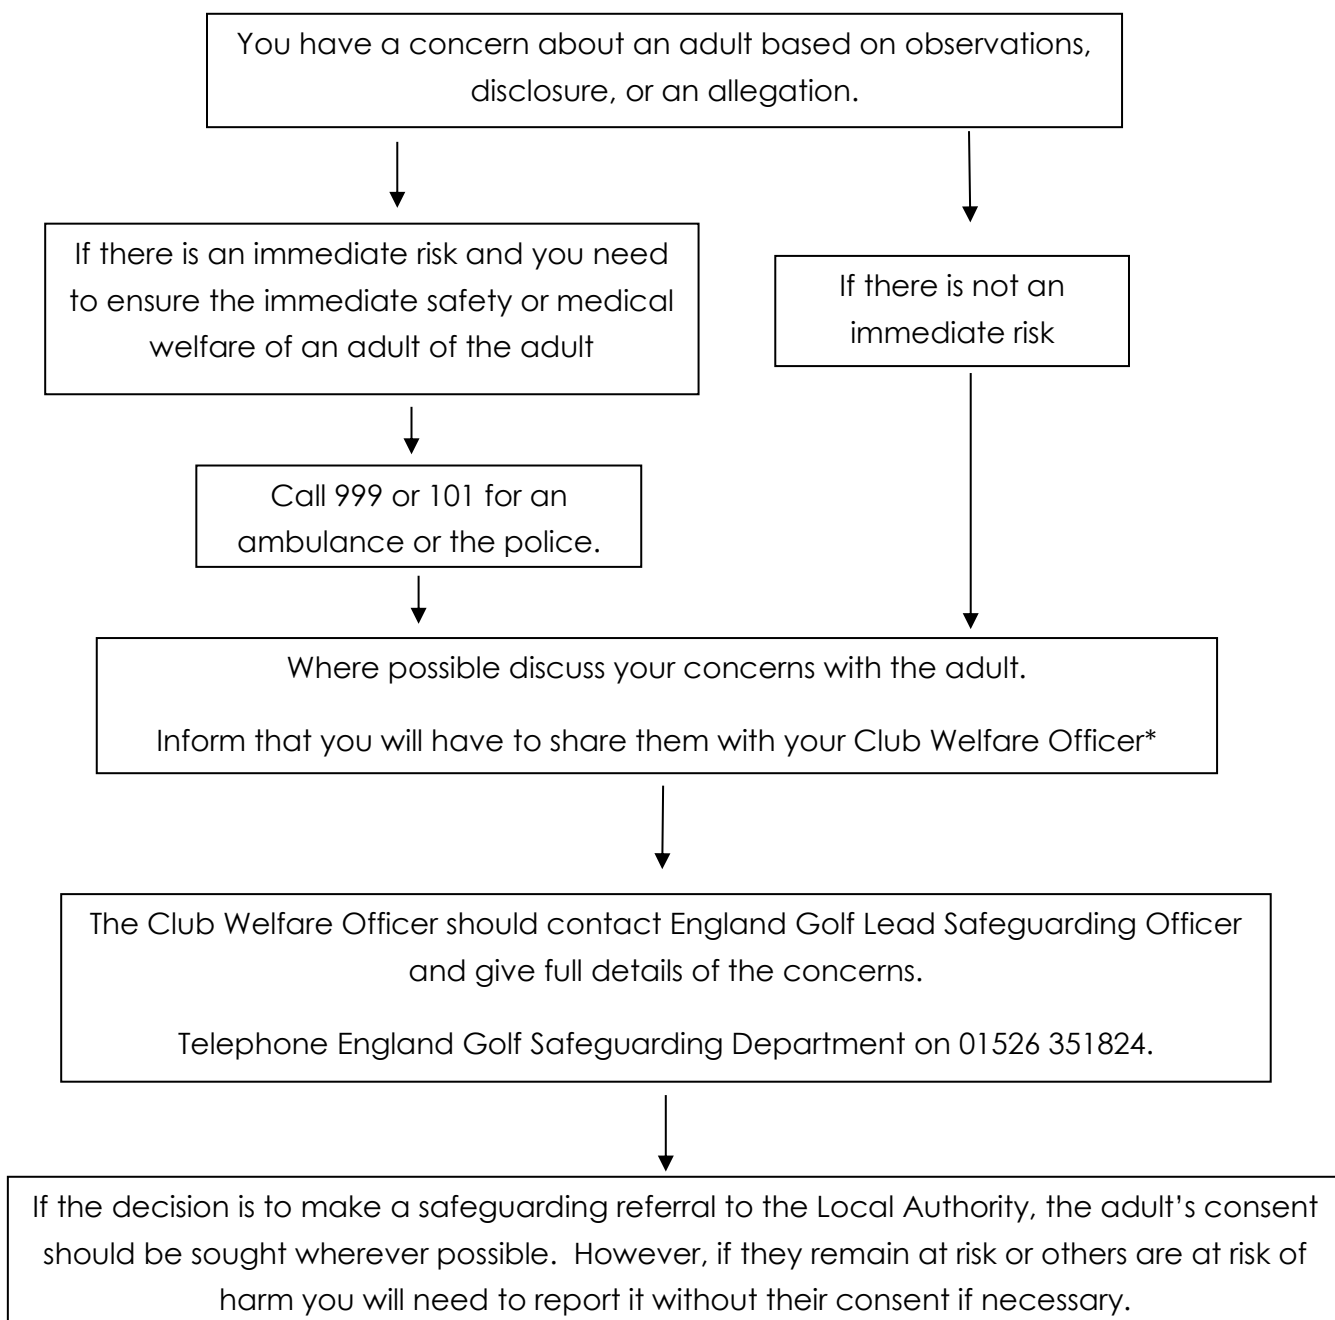 You have a concern about an adult based on observations,
disclosure, or an allegation.
If there is an immediate risk and you need
to ensure the immediate safety or medical
welfare of an adult of the adult
If there is not an
immediate risk
Call 999 or 101 for an
ambulance or the police.
Where possible discuss your concerns with the adult.
Inform that you will have to share them with your Club Welfare Officer*
The Club Welfare Officer should contact England Golf Lead Safeguarding Officer
and give full details of the concerns.
Telephone England Golf Safeguarding Department on 01526 351824.
If the decision is to make a safeguarding referral to the Local Authority, the adult’s consent
should be sought wherever possible.  However, if they remain at risk or others are at risk of
harm you will need to report it without their consent if necessary.